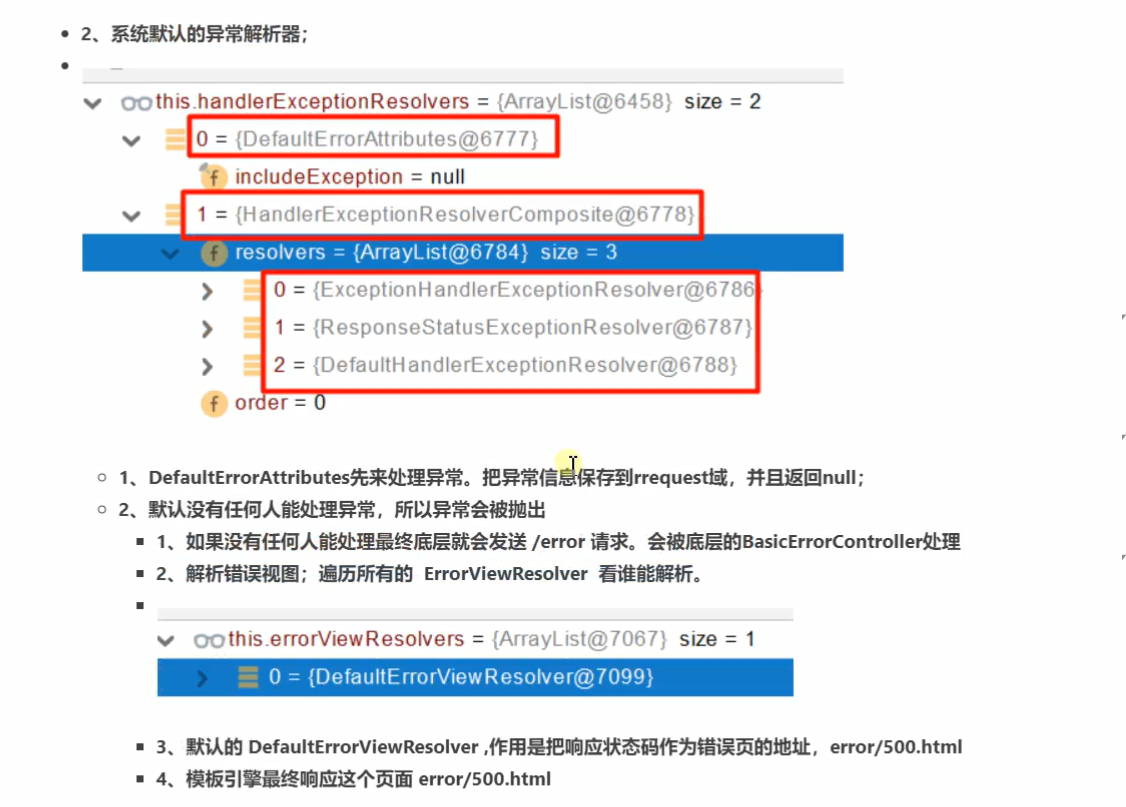 2、系统默认的异常解析器；
this.handlerExceptionResolvers = {ArrayList@6458} size = 2
0 = {DefaultErrorAttributes@6777}
f includeException = null
1 = {HandlerExceptionResolverComposite@6778}
f resolvers = {ArrayList@6784} size = 3
0 = {ExceptionHandlerExceptionResolver@6786}
1 = {ResponseStatusExceptionResolver@6787}
2 = {DefaultHandlerExceptionResolver@6788}
f order = 0
1、DefaultErrorAttributes先来处理异常。把异常信息保存到rrequest域，并且返回null；
2、默认没有任何人能处理异常，所以异常会被抛出
1、如果没有任何人能处理最终底层就会发送 /error 请求。会被底层的BasicErrorController处理
2、解析错误视图；遍历所有的 ErrorViewResolver 看谁能解析。
this.errorViewResolvers = {ArrayList@7067} size = 1
0 = {DefaultErrorViewResolver@7099}
3、默认的 DefaultErrorViewResolver ,作用是把响应状态码作为错误页的地址，error/500.html
4、模板引擎最终响应这个页面 error/500.html